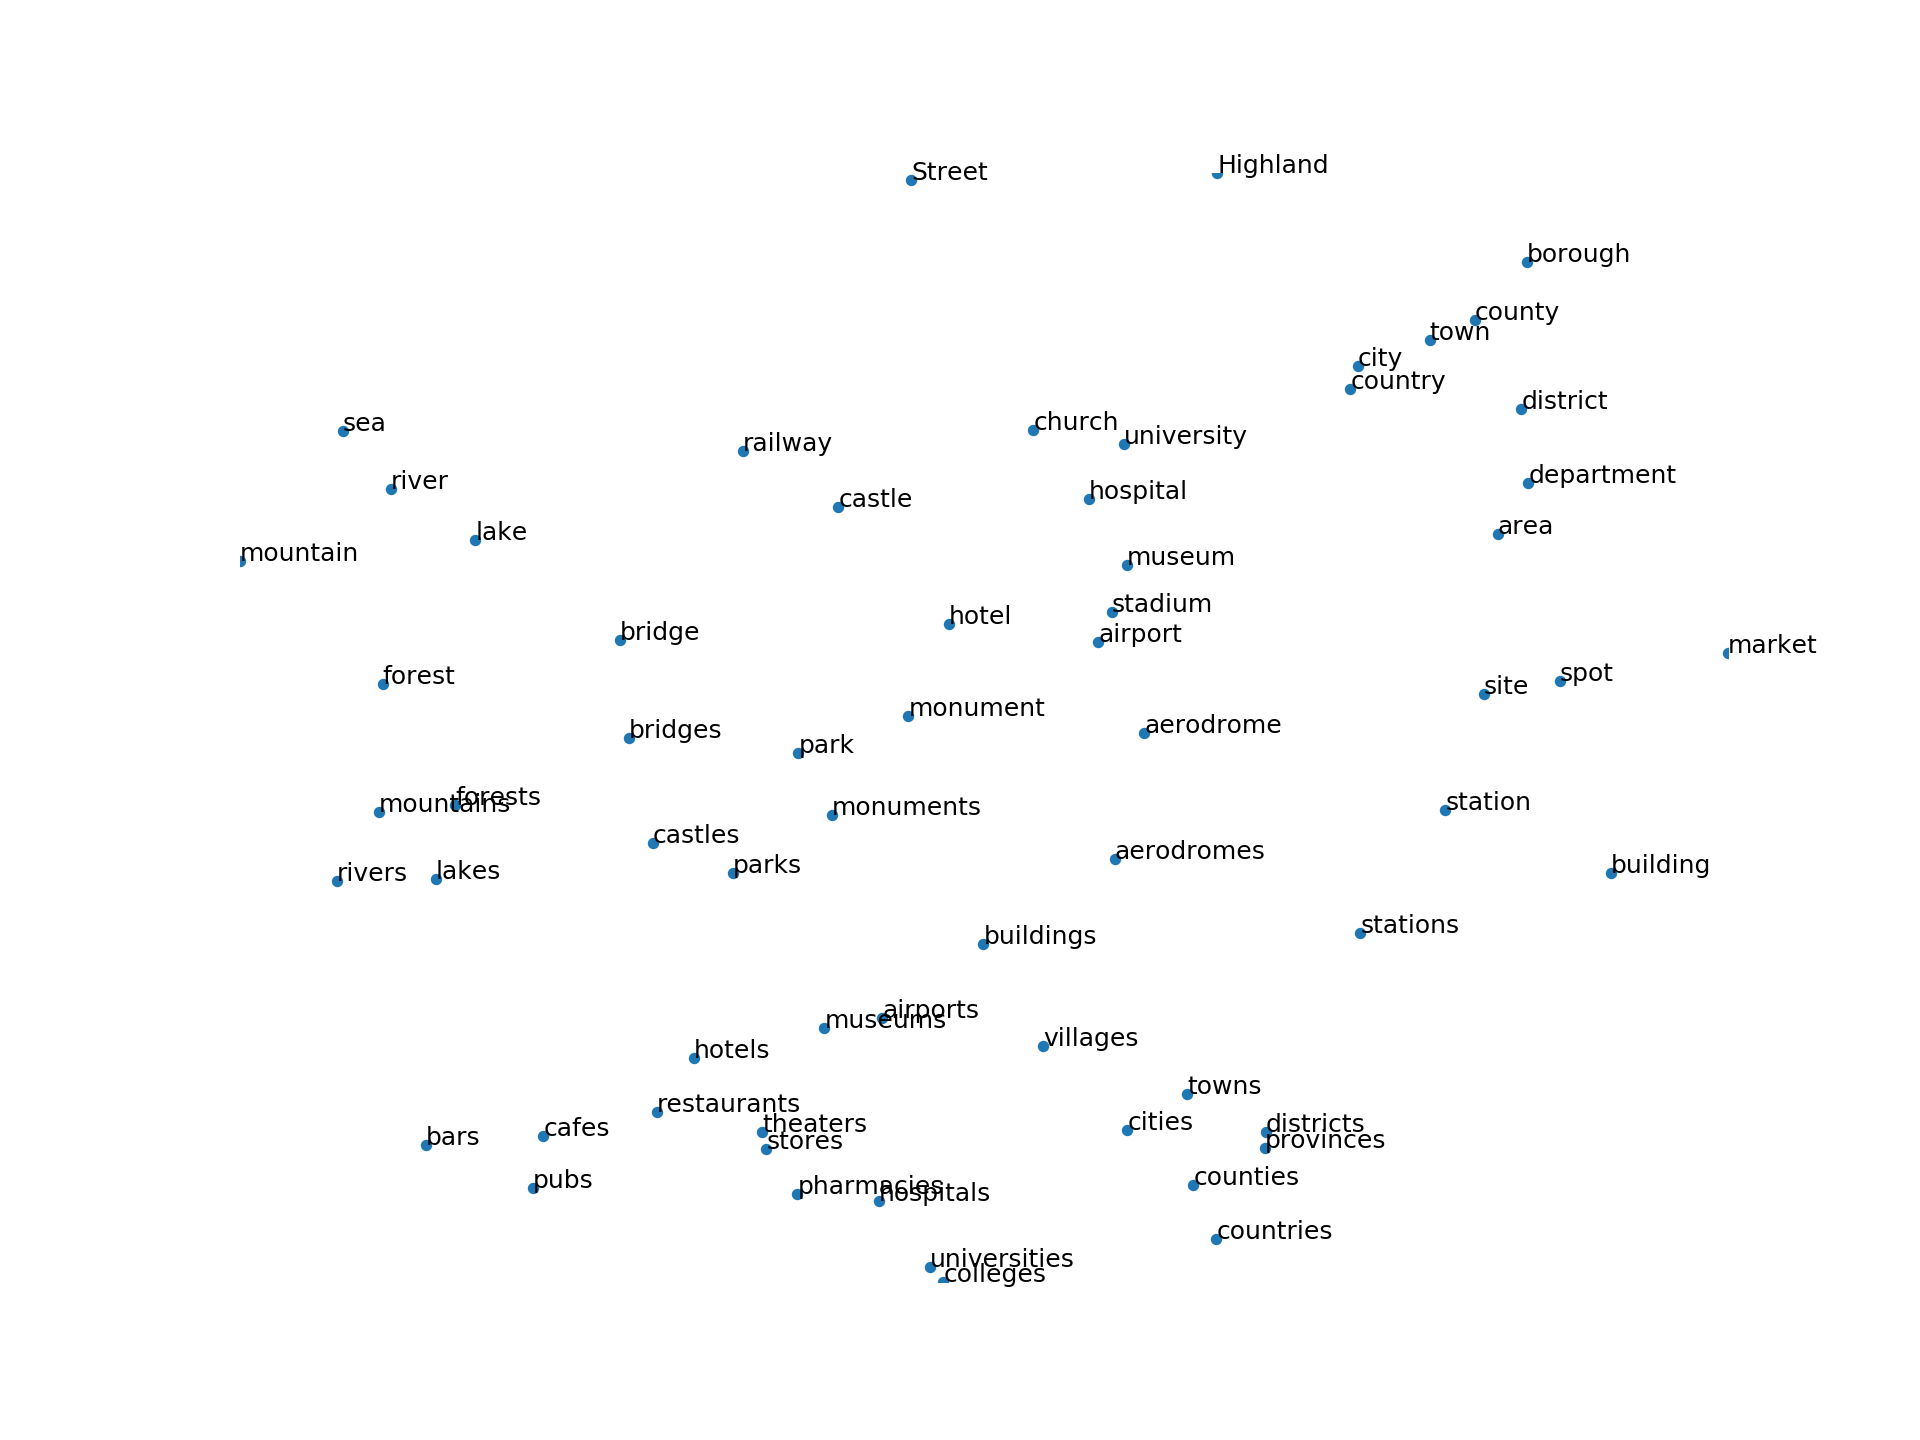 Highland
Street
borough
county
town
city
country
district
sea
church
university
railway
department
river
hospital
castle
area
lake
mountain
museum
stadium
hotel
bridge
airport
market
spot
forest
site
monument
aerodrome
bridges
park
forests
mountains
station
monuments
castles
aerodromes
parks
building
lakes
rivers
stations
buildings
airports
museums
villages
hotels
towns
restaurants
cities
theaters
districts
cafes
bars
stores
provinces
counties
pubs
pharmacies
hospitals
countries
universities
colleges